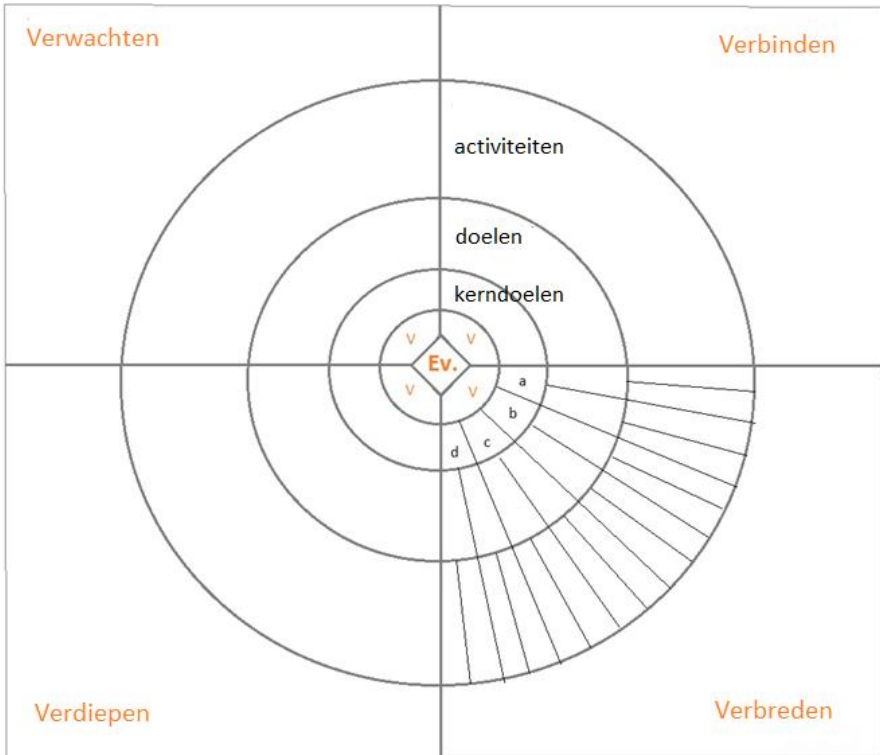 Verwachten
Verbinden
activiteiten
doelen
kerndoelen
V V
Ev.
V V
a
b
c
d
Verdiepen
Verbreden